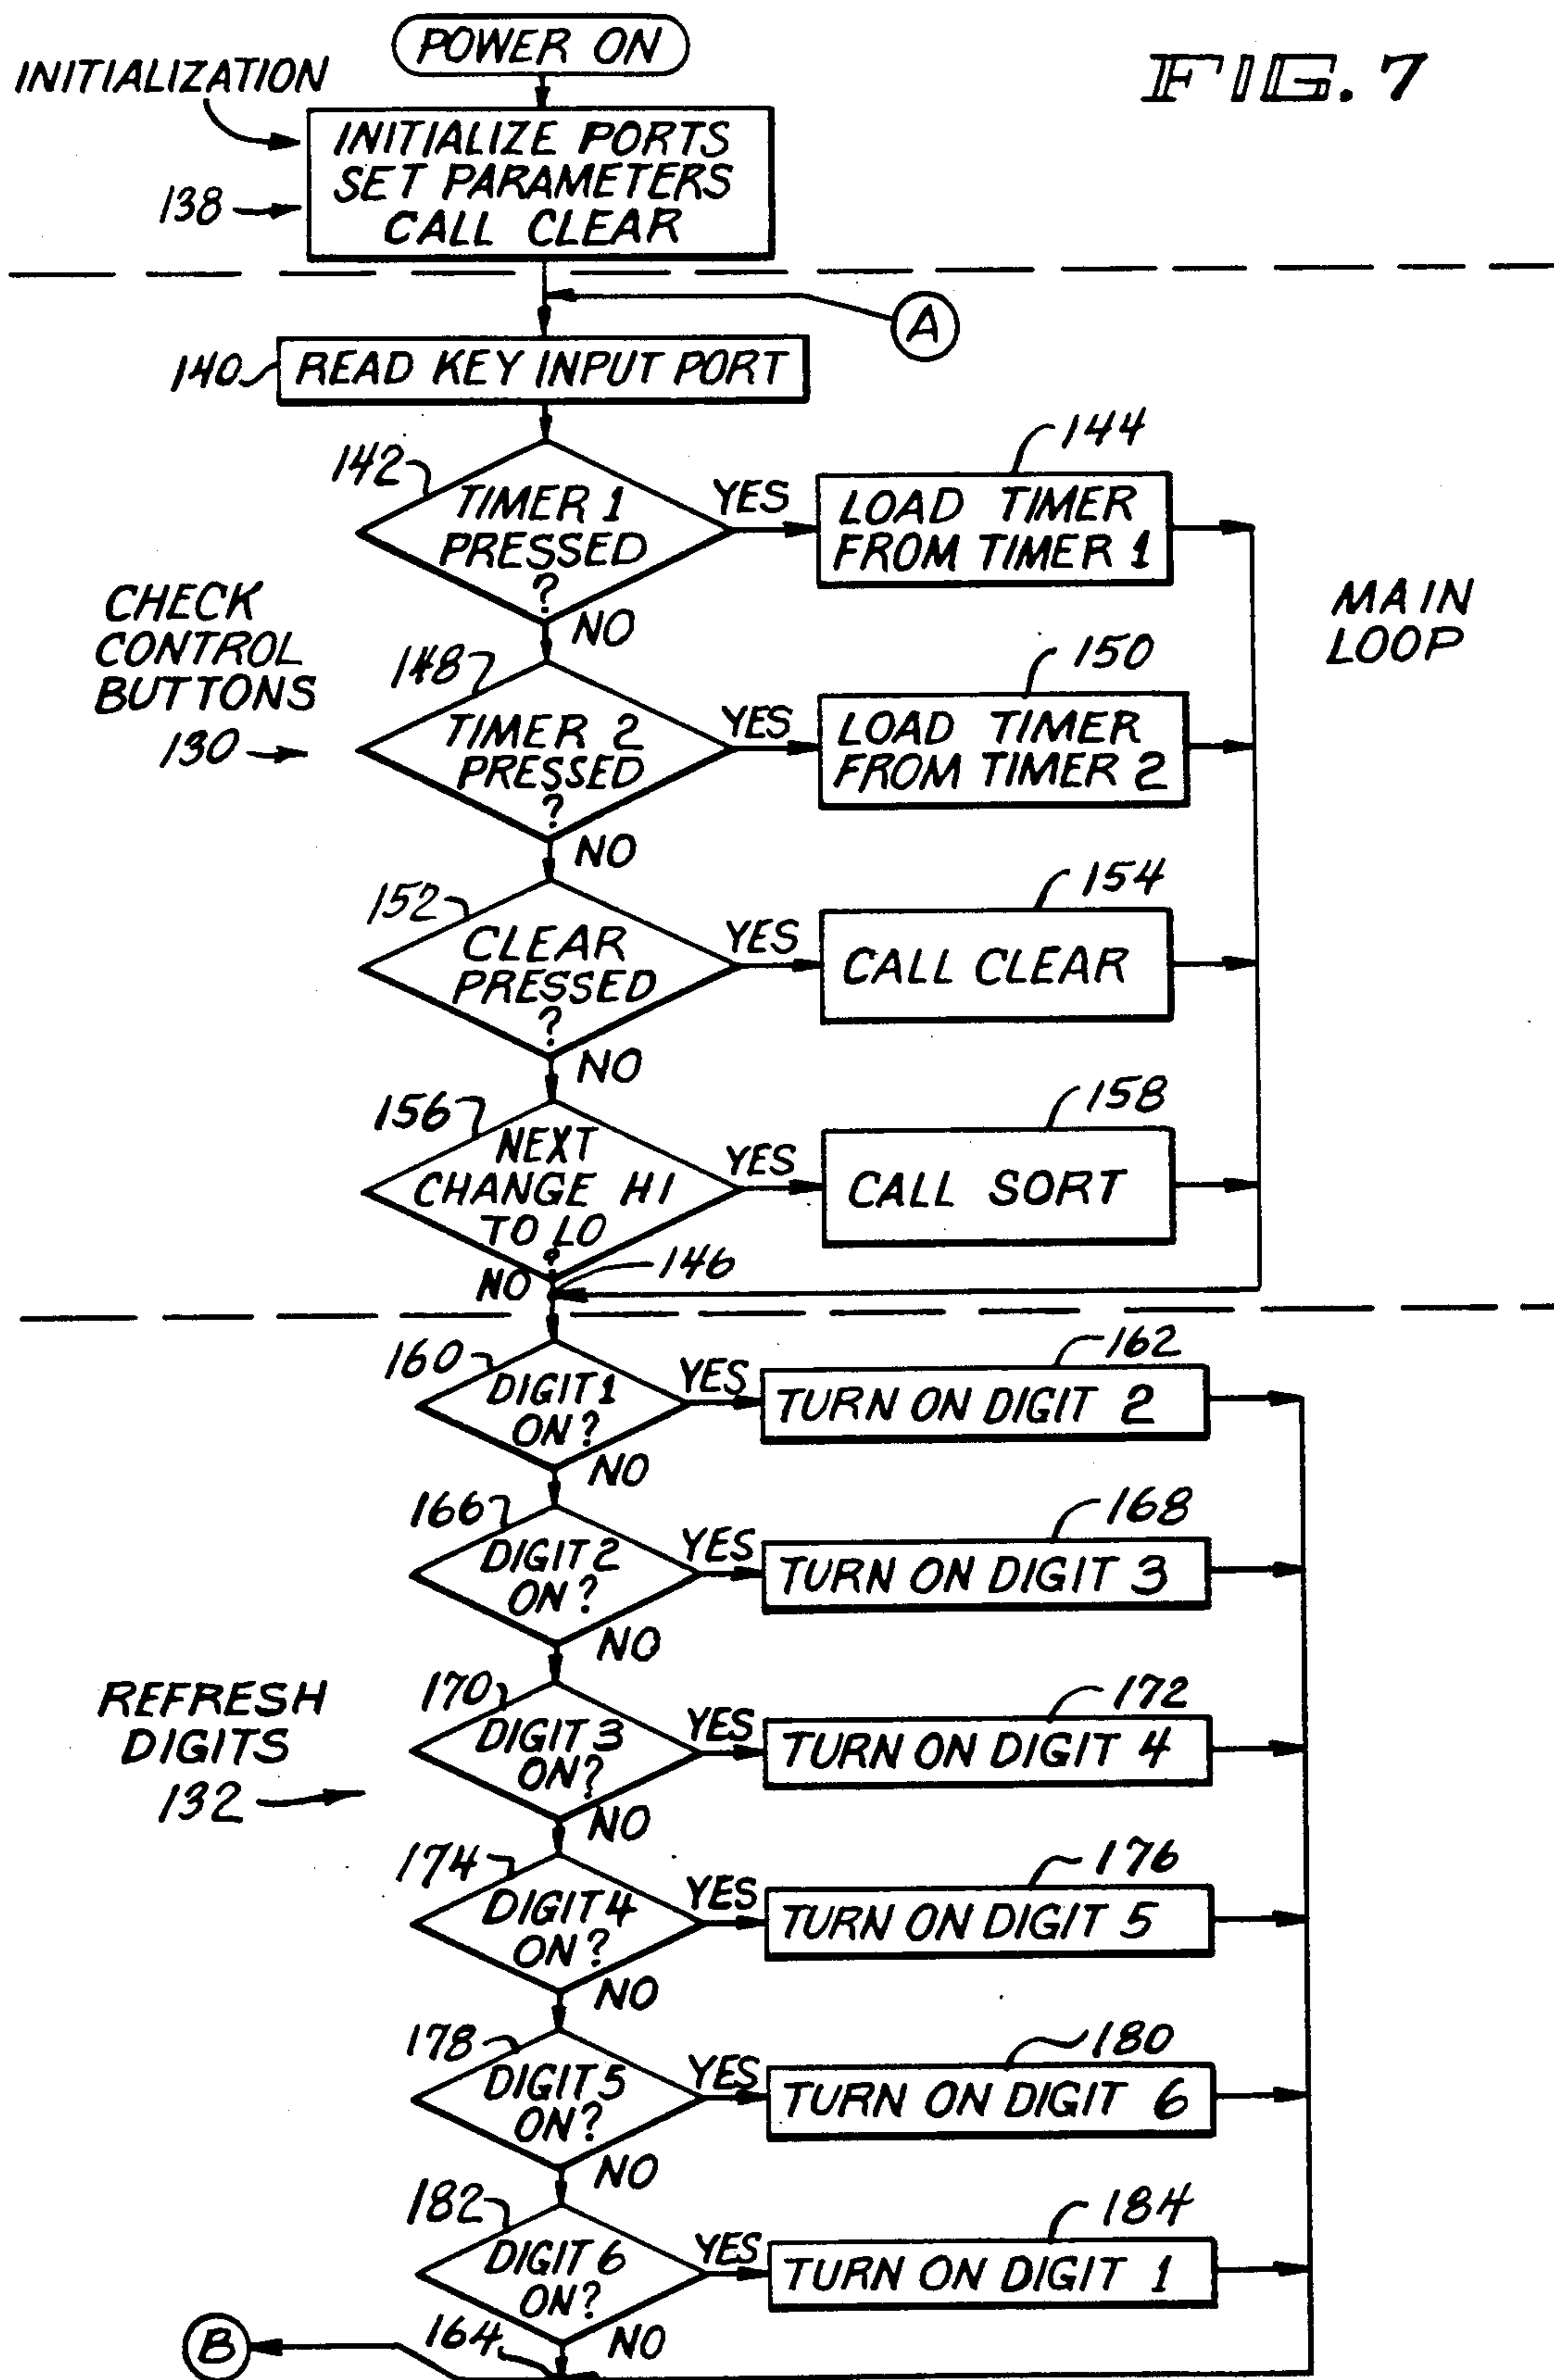 POWER ON
FIG. 7
INITIALIZATION
INITIALIZE PORTS
SET PARAMETERS
CALL CLEAR
138
A
140
READ KEY INPUT PORT
142
TIMER 1
PRESSED
?
YES
144
LOAD TIMER
FROM TIMER 1
NO
CHECK
CONTROL
BUTTONS
130
MAIN
LOOP
148
TIMER 2
PRESSED
?
YES
150
LOAD TIMER
FROM TIMER 2
NO
152
CLEAR
PRESSED
?
YES
154
CALL CLEAR
NO
156
NEXT
CHANGE HI
TO LO
?
YES
158
CALL SORT
NO
146
160
DIGIT 1
ON?
YES
162
TURN ON DIGIT 2
NO
166
DIGIT 2
ON?
YES
168
TURN ON DIGIT 3
NO
REFRESH
DIGITS
132
170
DIGIT 3
ON?
YES
172
TURN ON DIGIT 4
NO
174
DIGIT 4
ON?
YES
176
TURN ON DIGIT 5
NO
178
DIGIT 5
ON?
YES
180
TURN ON DIGIT 6
NO
182
DIGIT 6
ON?
YES
184
TURN ON DIGIT 1
NO
164
B